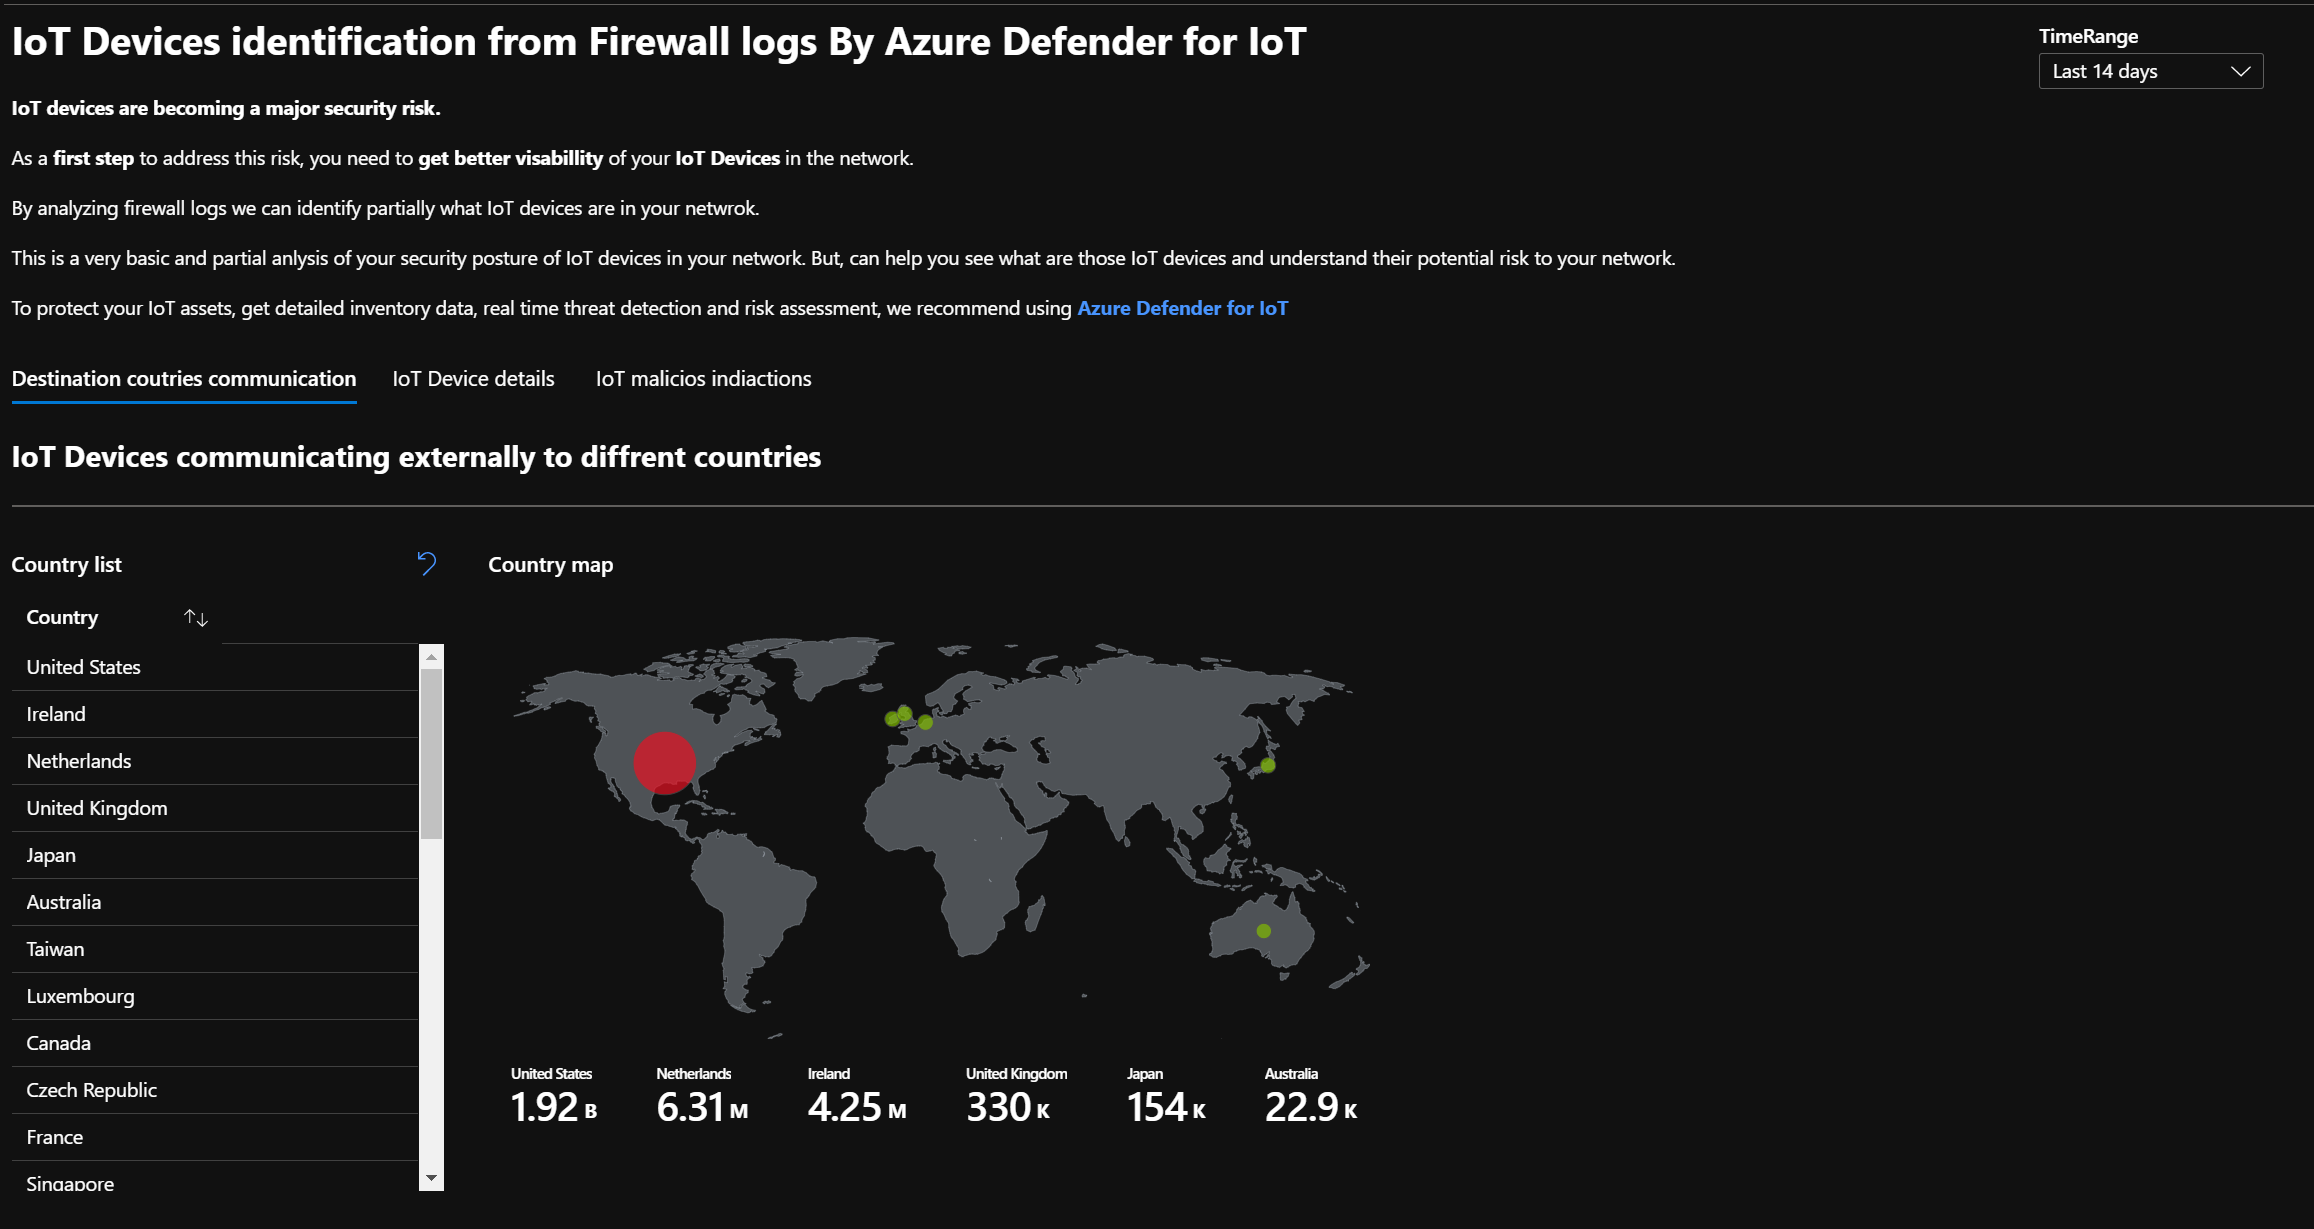 IoT Devices identification from Firewall logs By Azure Defender for IoT
TimeRange
Last 14 days
IoT devices are becoming a major security risk.
As a first step to address this risk, you need to get better visabillity of your IoT Devices in the network.
By analyzing firewall logs we can identify partially what IoT devices are in your netwrok.
This is a very basic and partial anlysis of your security posture of IoT devices in your network. But, can help you see what are those IoT devices and understand their potential risk to your network.
To protect your IoT assets, get detailed inventory data, real time threat detection and risk assessment, we recommend using Azure Defender for IoT
Destination coutries communication
IoT Device details
IoT malicios indiactions
IoT Devices communicating externally to diffrent countries
Country list
Country
United States
Ireland
Netherlands
United Kingdom
Japan
Australia
Taiwan
Luxembourg
Canada
Czech Republic
France
Singapore
Country map
United States
1.92 B
Netherlands
6.31 M
Ireland
4.25 M
United Kingdom
330 K
Japan
154 K
Australia
22.9 K